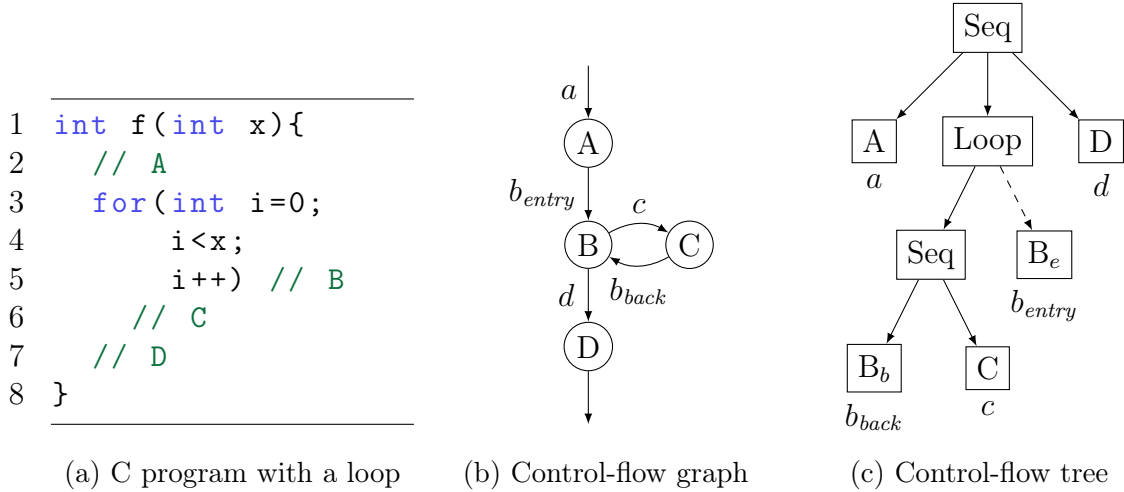 1 int f(int x){
2 // A
3 for(int i=0;
4 i<x;
5 i++) // B
6 // C
7 // D
8 }
(a) C program with a loop
a
A
b_entry
c
B
C
d
b_back
D
(b) Control-flow graph
Seq
A
Loop
D
a
d
Seq
B_e
b_entry
B_b
C
b_back
c
(c) Control-flow tree